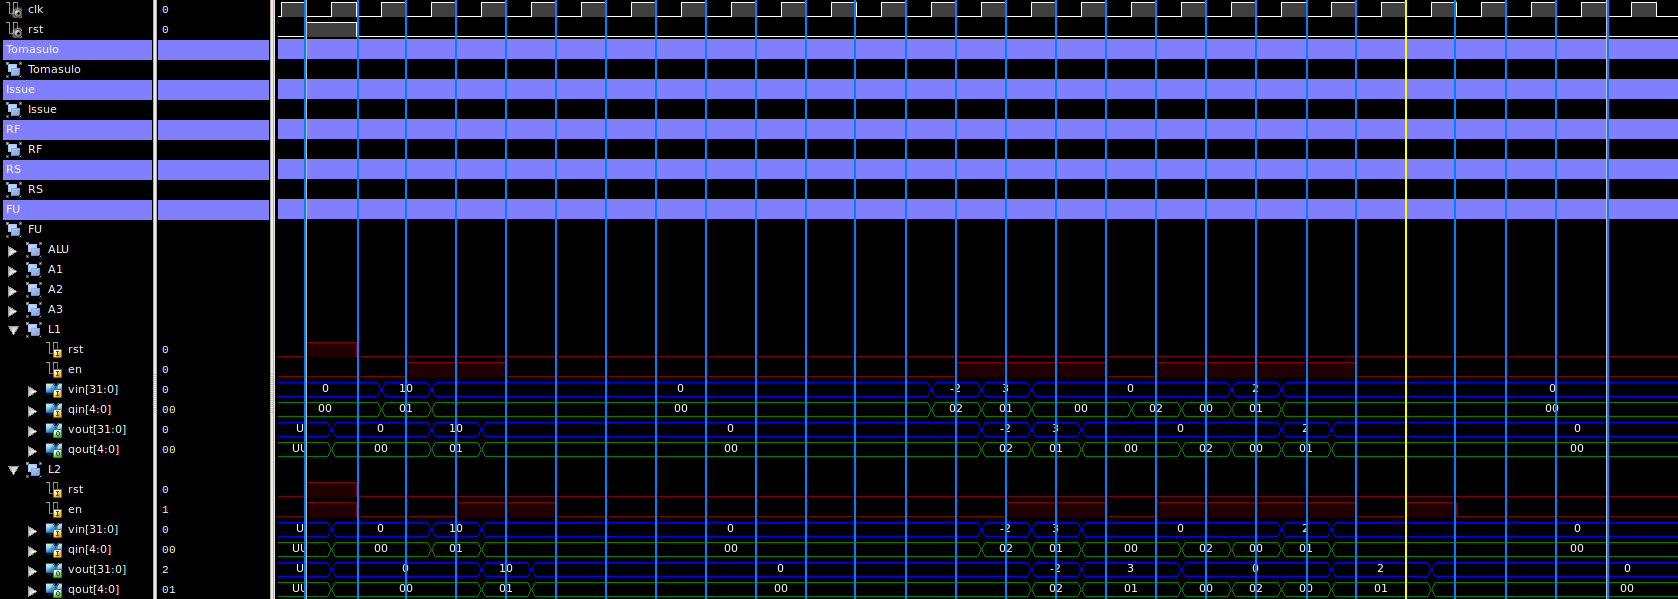 clk 0
rst 0
Tomasulo
Tomasulo
Issue
Issue
RF
RF
RS
RS
FU
FU
ALU
A1
A2
A3
L1
rst 0
en 0
vin[31:0] 0 0 10 0 -2 3 0 2 0
qin[4:0] 00 00 01 00 02 01 00 02 00 01 00
vout[31:0] 0 U 0 10 0 -2 3 0 2 0
qout[4:0] 00 UU 00 01 00 02 01 00 02 00 01 00
L2
rst 0
en 1
vin[31:0] 0 U 0 10 0 -2 3 0 2 0
qin[4:0] 00 UU 00 01 00 02 01 00 02 00 01 00
vout[31:0] 2 U 0 10 0 -2 3 0 2 0
qout[4:0] 01 UU 00 01 00 02 01 00 02 00 01 00